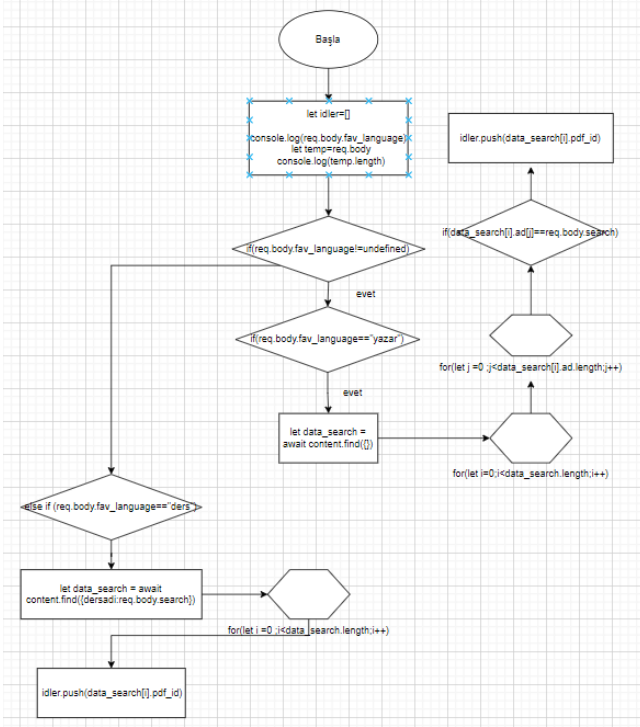 Başla
let idler=[]
console.log(req.body.fav_language)
let temp=req.body
console.log(temp.length)
idler.push(data_search[i].pdf_id)
if(data_search[i].ad[j]==req.body.search)
if(req.body.fav_language!=undefined)
evet
if(req.body.fav_language=="yazar")
for(let j =0 ;j<data_search[i].ad.length;j++)
evet
let data_search =
await content.find({})
for(let i=0;i<data_search.length;i++)
else if (req.body.fav_language=="ders")
let data_search = await
content.find({dersadi:req.body.search})
for(let i =0 ;i<data_search.length;i++)
idler.push(data_search[i].pdf_id)